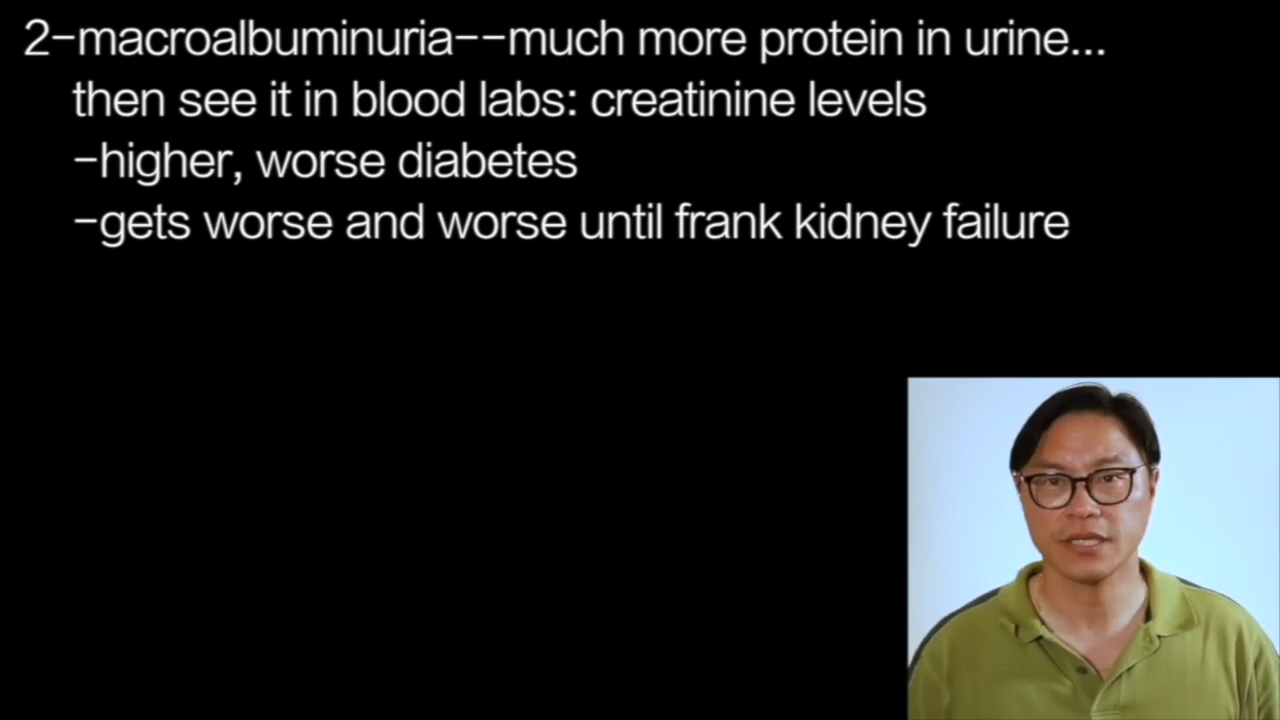 2-macroalbuminuria--much more protein in urine...
then see it in blood labs: creatinine levels
-higher, worse diabetes
-gets worse and worse until frank kidney failure